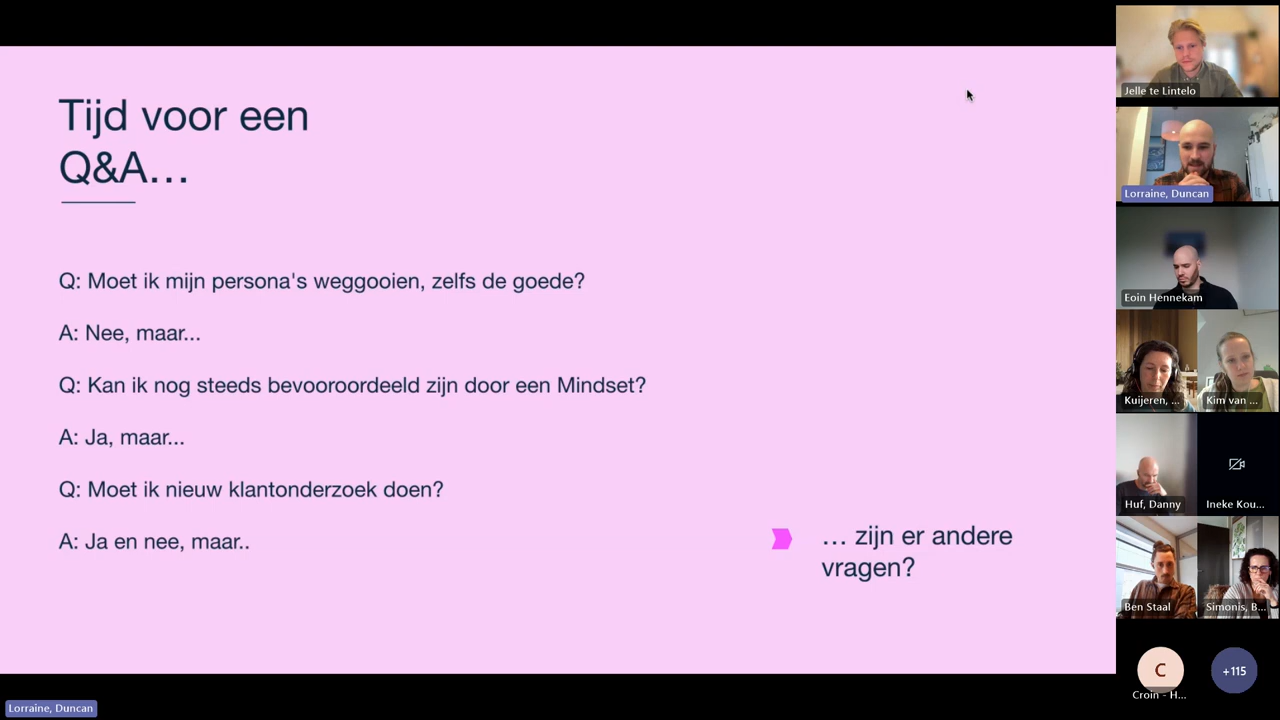 Tijd voor een
Q&A...
Q: Moet ik mijn persona's weggooien, zelfs de goede?
A: Nee, maar...
Q: Kan ik nog steeds bevooroordeeld zijn door een Mindset?
A: Ja, maar...
Q: Moet ik nieuw klantonderzoek doen?
A: Ja en nee, maar..
... zijn er andere
vragen?
Jelle te Lintelo
Lorraine, Duncan
Eoin Hennekam
Kuijeren, ...
Kim van ...
Huf, Danny
Ineke Kou...
Ben Staal
Simonis, B...
C
Croin - H...
+115
Lorraine, Duncan